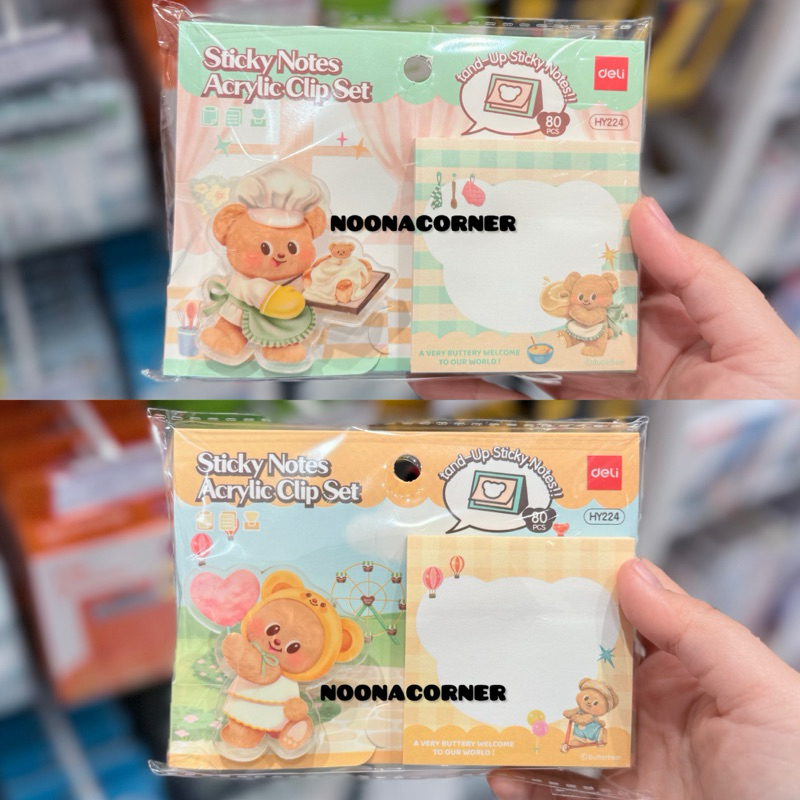 Sticky Notes
Acrylic Clip Set
tand-Up Sticky Notes!!
80
PCS
deli
HY224
NOONACORNER
A VERY BUTTERY WELCOME
TO OUR WORLD !
©Butterbear
Sticky Notes
Acrylic Clip Set
tand-Up Sticky Notes!!
80
PCS
deli
HY224
NOONACORNER
A VERY BUTTERY WELCOME
TO OUR WORLD !
©Butterbear